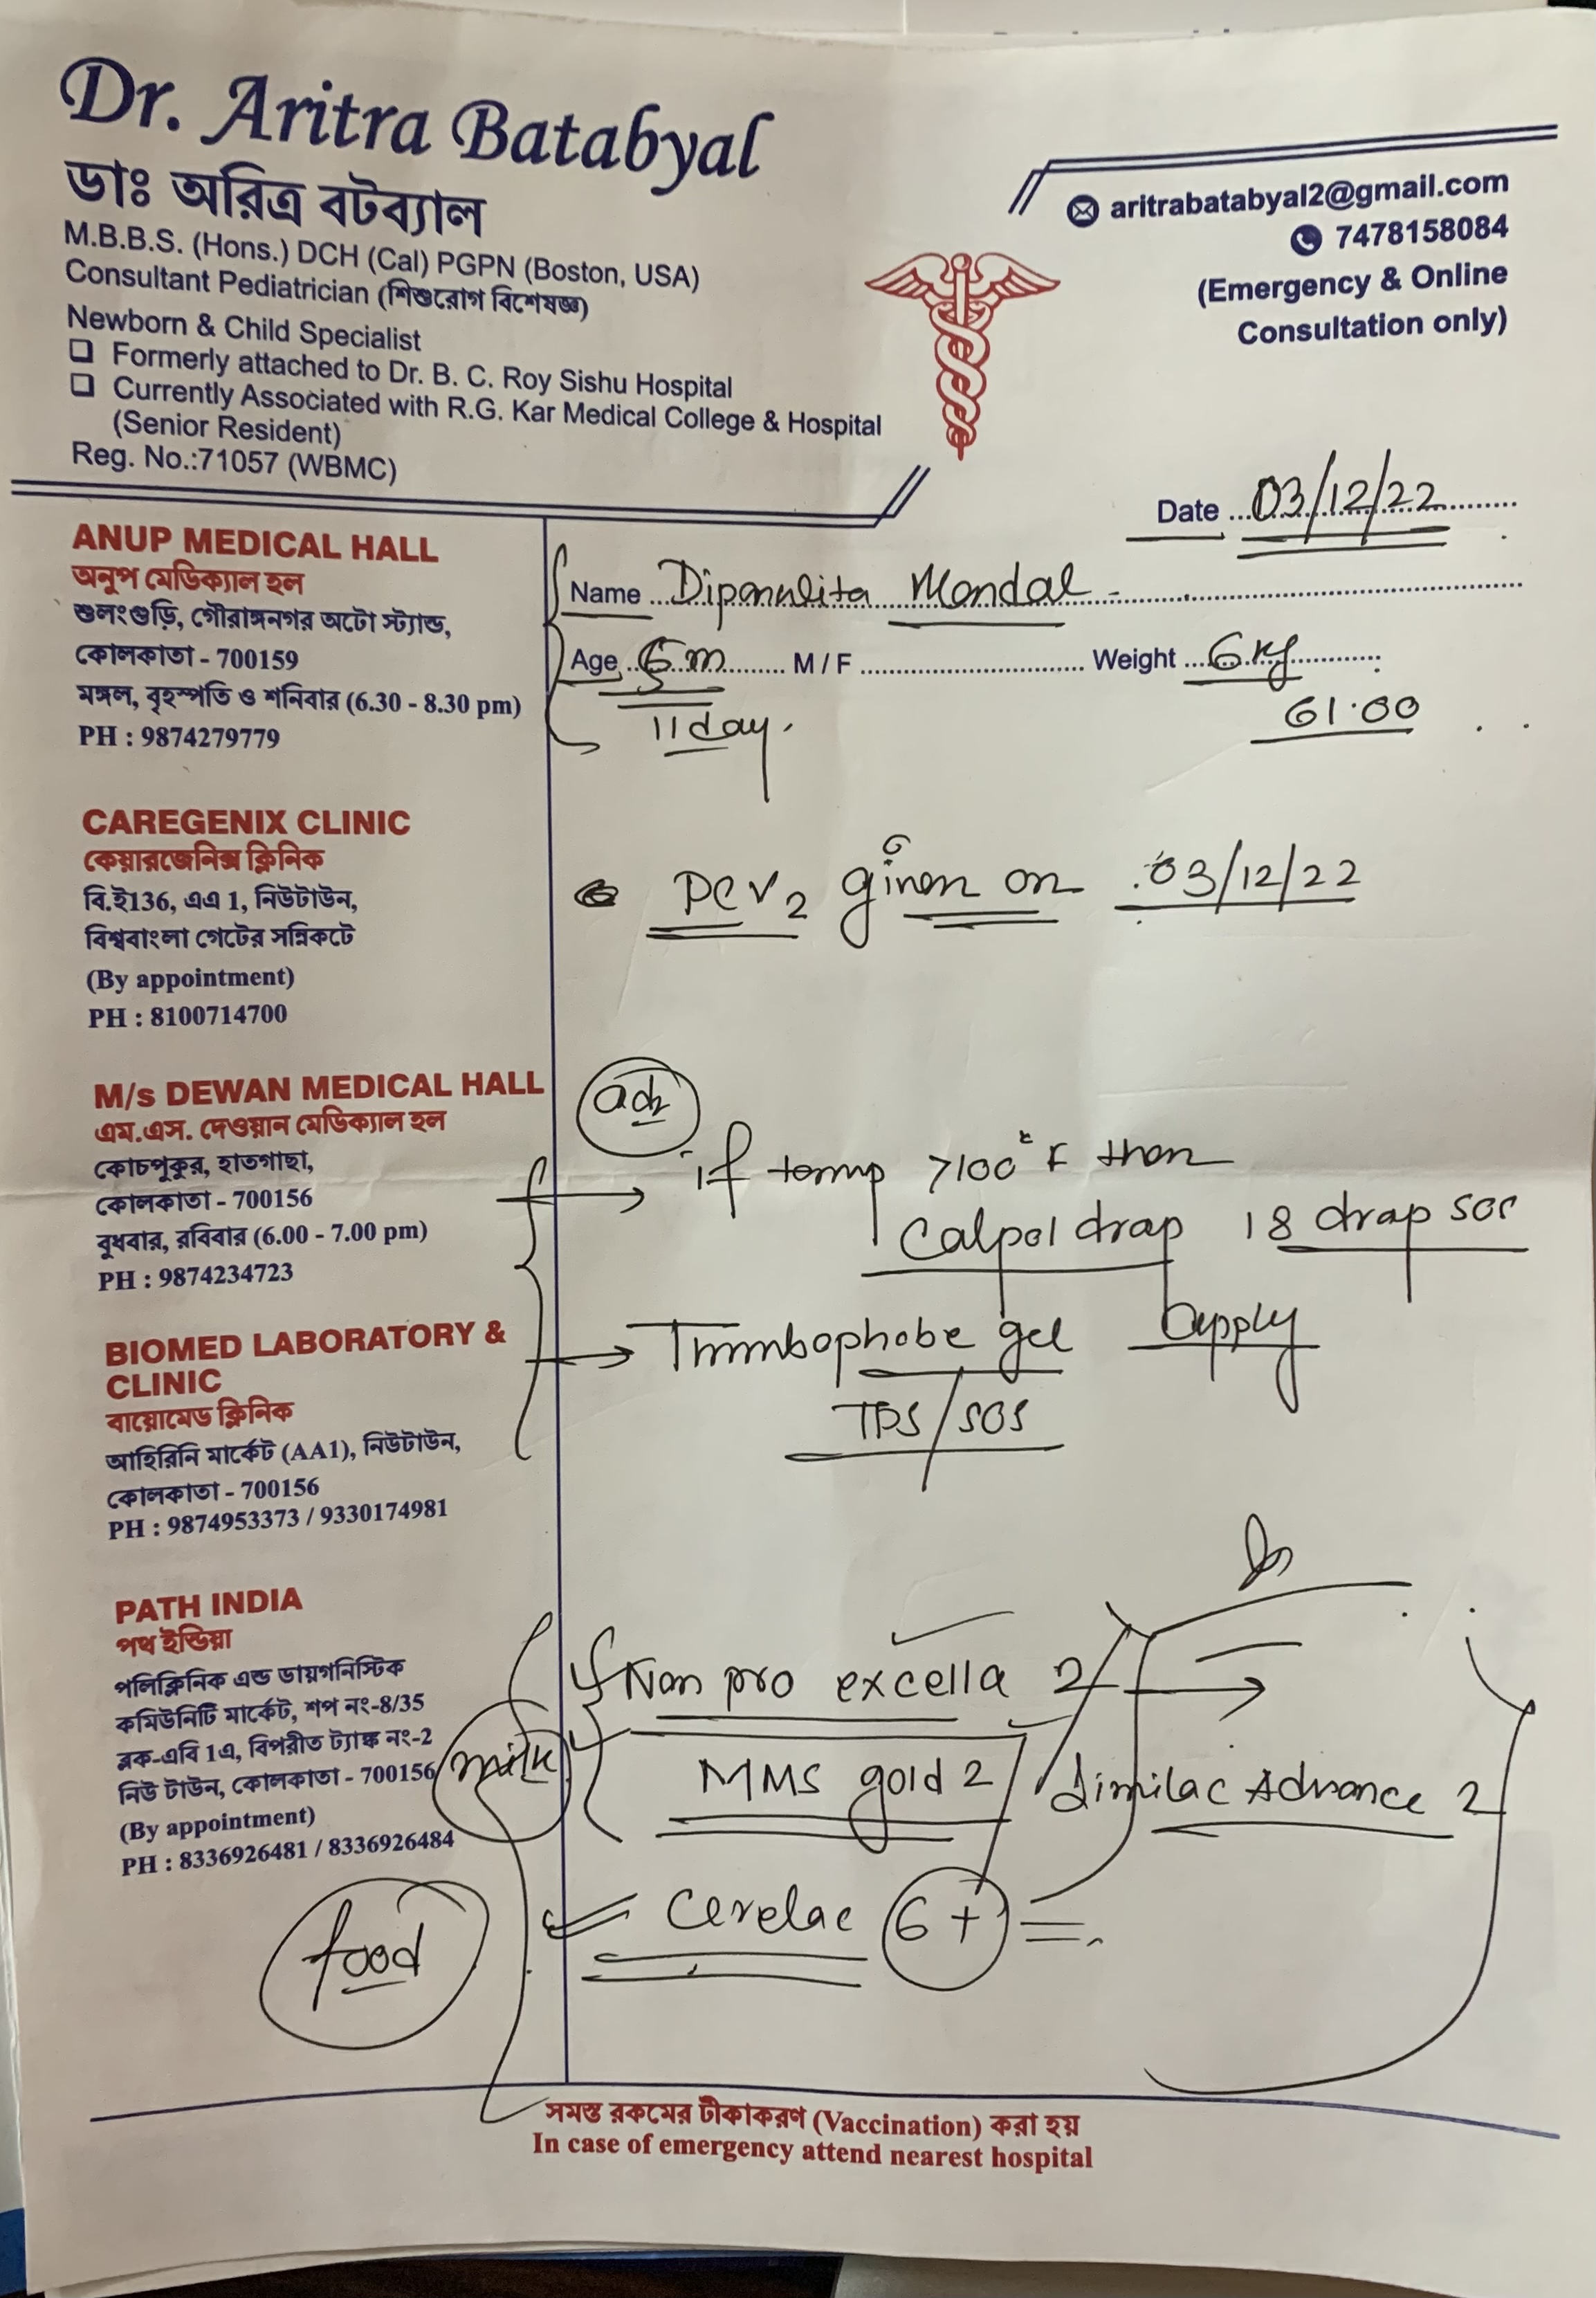 Dr. Aritra Batabyal
ডাঃ অরিত্র বটব্যাল
M.B.B.S. (Hons.) DCH (Cal) PGPN (Boston, USA)
Consultant Pediatrician (শিশুরোগ বিশেষজ্ঞ)
Newborn & Child Specialist
❑ Formerly attached to Dr. B. C. Roy Sishu Hospital
❑ Currently Associated with R.G. Kar Medical College & Hospital
(Senior Resident)
Reg. No.:71057 (WBMC)
aritrabatabyal2@gmail.com
7478158084
(Emergency & Online
Consultation only)
Date 03/12/22
ANUP MEDICAL HALL
অনুপ মেডিক্যাল হল
শুলংগুড়ি, গৌরাঙ্গনগর অটো স্ট্যান্ড,
কোলকাতা - 700159
মঙ্গল, বৃহস্পতি ও শনিবার (6.30 - 8.30 pm)
PH : 9874279779
CAREGENIX CLINIC
কেয়ারজেনিক্স ক্লিনিক
বি.ই136, এএ 1, নিউটাউন,
বিশ্ববাংলা গেটের সন্নিকটে
(By appointment)
PH : 8100714700
M/s DEWAN MEDICAL HALL
এম.এস. দেওয়ান মেডিক্যাল হল
কোচপুকুর, হাতগাছা,
কোলকাতা - 700156
বুধবার, রবিবার (6.00 - 7.00 pm)
PH : 9874234723
BIOMED LABORATORY &
CLINIC
বায়োমেড ক্লিনিক
আহিরিনি মার্কেট (AA1), নিউটাউন,
কোলকাতা - 700156
PH : 9874953373 / 9330174981
PATH INDIA
পথ ইন্ডিয়া
পলিক্লিনিক এন্ড ডায়গনিস্টিক
কমিউনিটি মার্কেট, শপ নং-8/35
ব্লক-এবি 1এ, বিপরীত ট্যাঙ্ক নং-2
নিউ টাউন, কোলকাতা - 700156
(By appointment)
PH : 8336926481 / 8336926484
Name Dipannita Mondal
Age m M / F Weight 6 kg
11 day. 61.00
PCV2 given on 03/12/22
adv
if temp >100°F then
Calpol drop 18 drop SOS
Thrombophobe gel apply
TDS/SOS
milk
Nan pro excella 2
MMS gold 2 / Similac Advance 2
food
Cerelac 6+
সমস্ত রকমের টীকাকরণ (Vaccination) করা হয়
In case of emergency attend nearest hospital